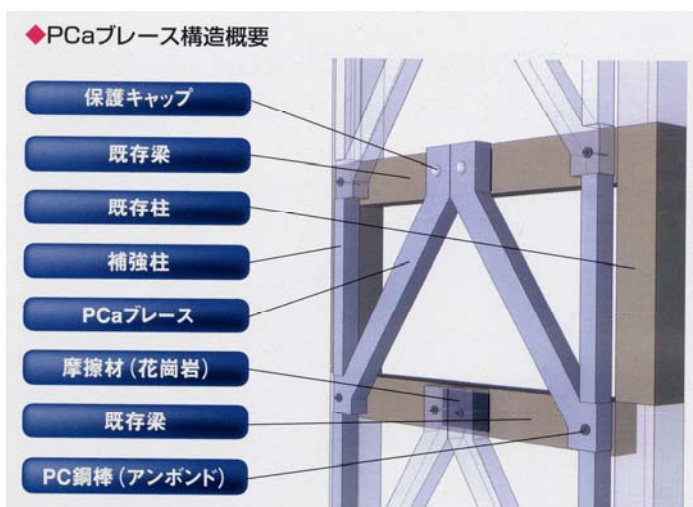 ◆PCaブレース構造概要
保護キャップ
既存梁
既存柱
補強柱
PCaブレース
摩擦材(花崗岩)
既存梁
PC鋼棒(アンボンド)